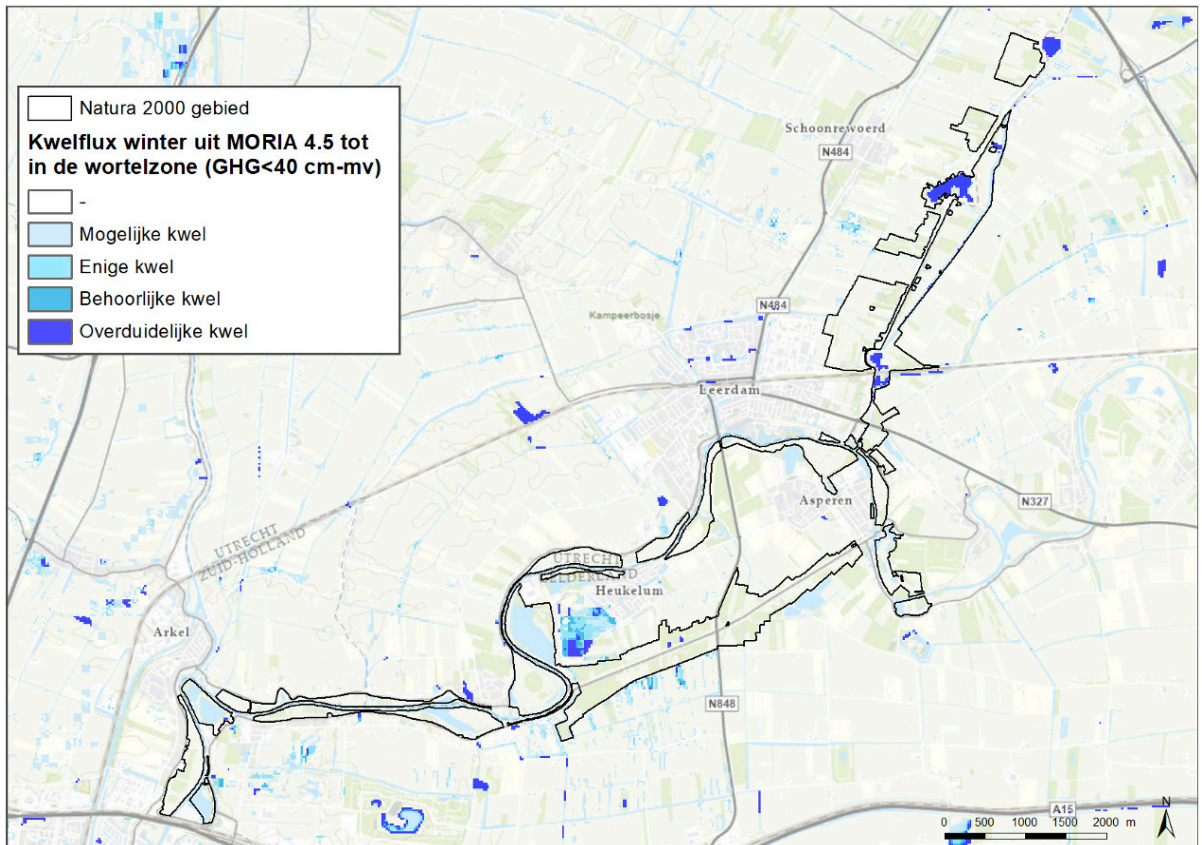 Natura 2000 gebied
Kwelflux winter uit MORIA 4.5 tot
in de wortelzone (GHG<40 cm-mv)
-
Mogelijke kwel
Enige kwel
Behoorlijke kwel
Overduidelijke kwel
Schoonrewoerd
N484
N484
Kampeerbosje
Leerdam
N327
Asperen
UTRECHT
ZUID-HOLLAND
UTRECHT
GELDERLAND
Heukelum
Arkel
N848
A15
N
0 500 1000 1500 2000 m